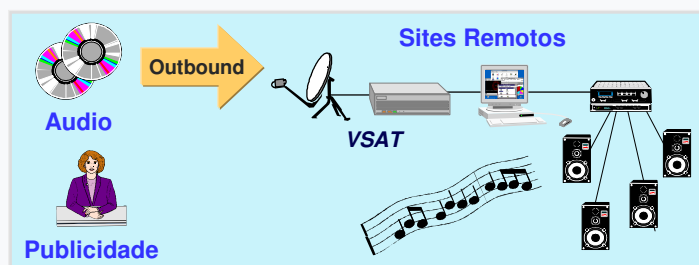 Sites Remotos
Outbound
Audio
VSAT
Publicidade